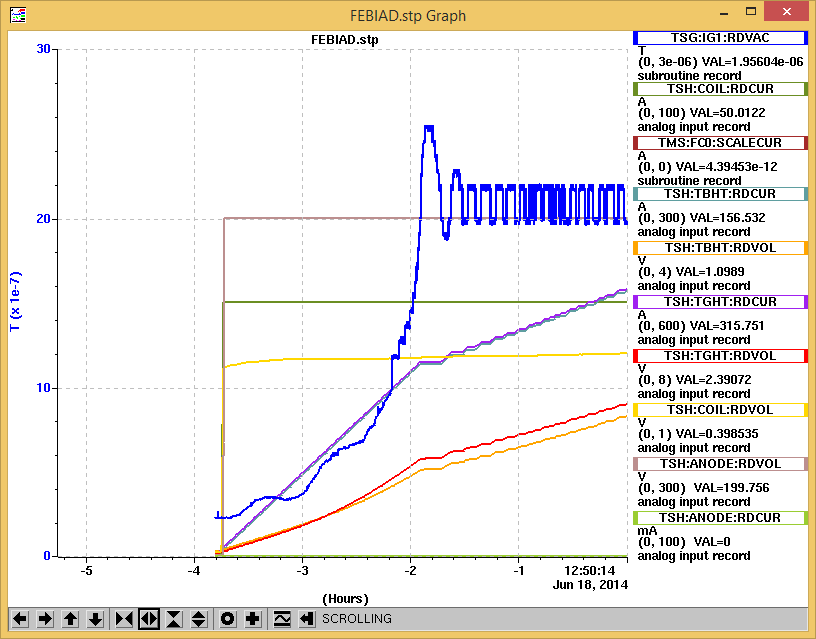 FEBIAD.stp Graph
FEBIAD.stp
30
20
10
0
T (x 1e-7)
-5
-4
-3
-2
-1
12:50:14
Jun 18, 2014
(Hours)
TSG:IG1:RDVAC
T
(0, 3e-06) VAL=1.95604e-06
subroutine record
TSH:COIL:RDCUR
A
(0, 100) VAL=50.0122
analog input record
TMS:FC0:SCALECUR
A
(0, 0) VAL=4.39453e-12
subroutine record
TSH:TBHT:RDCUR
A
(0, 300) VAL=156.532
analog input record
TSH:TBHT:RDVOL
V
(0, 4) VAL=1.0989
analog input record
TSH:TGHT:RDCUR
A
(0, 600) VAL=315.751
analog input record
TSH:TGHT:RDVOL
V
(0, 8) VAL=2.39072
analog input record
TSH:COIL:RDVOL
V
(0, 1) VAL=0.398535
analog input record
TSH:ANODE:RDVOL
V
(0, 300) VAL=199.756
analog input record
TSH:ANODE:RDCUR
mA
(0, 100) VAL=0
analog input record
SCROLLING